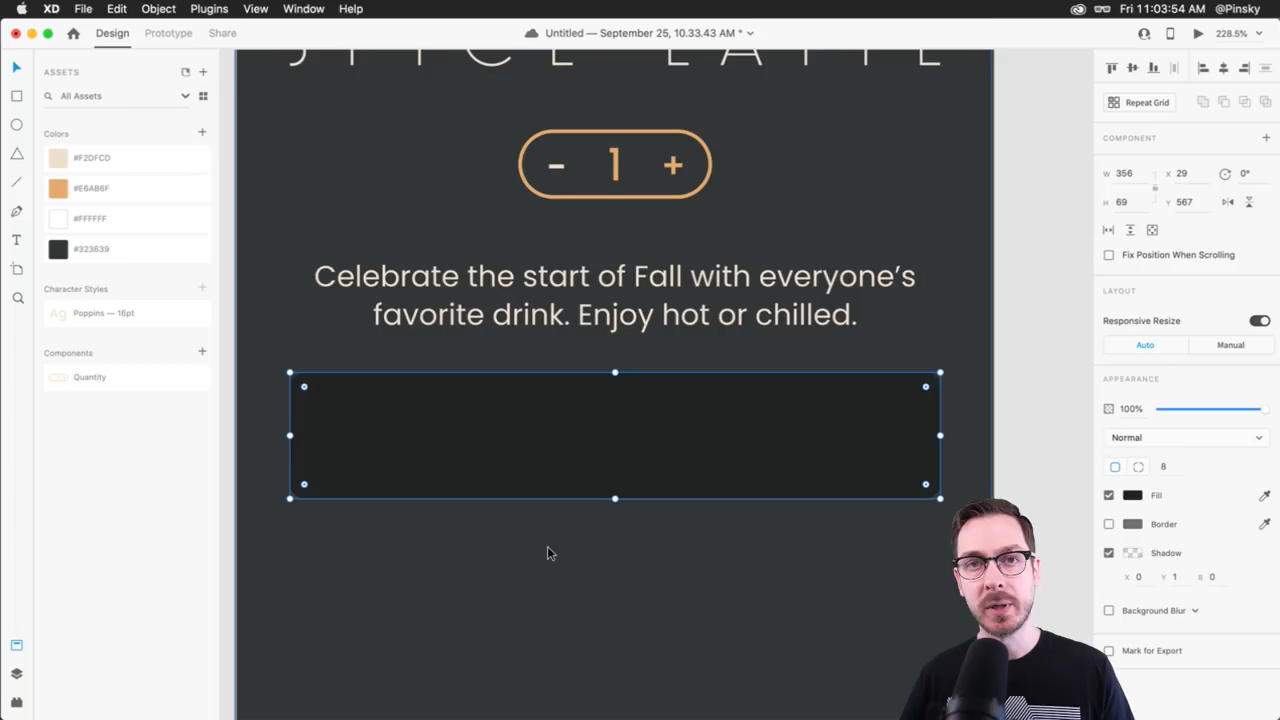 XD File Edit Object Plugins View Window Help
Fri 11:03:54 AM @Pinsky
Design Prototype Share
Untitled — September 25, 10.33.43 AM *
228.5%
ASSETS
All Assets
Colors
#F2DFCD
#E6AB6F
#FFFFFF
#323639
Character Styles
Ag Poppins — 16pt
Components
Quantity
SPICE LATTE
- 1 +
Celebrate the start of Fall with everyone’s
favorite drink. Enjoy hot or chilled.
Repeat Grid
COMPONENT
W 356 X 29 0°
H 69 Y 567
Fix Position When Scrolling
LAYOUT
Responsive Resize
Auto Manual
APPEARANCE
100%
Normal
8
Fill
Border
Shadow
X 0 Y 1 B 0
Background Blur
Mark for Export